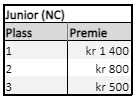 Junior (NC)
Plass Premie
1 kr 1 400
2 kr 800
3 kr 500